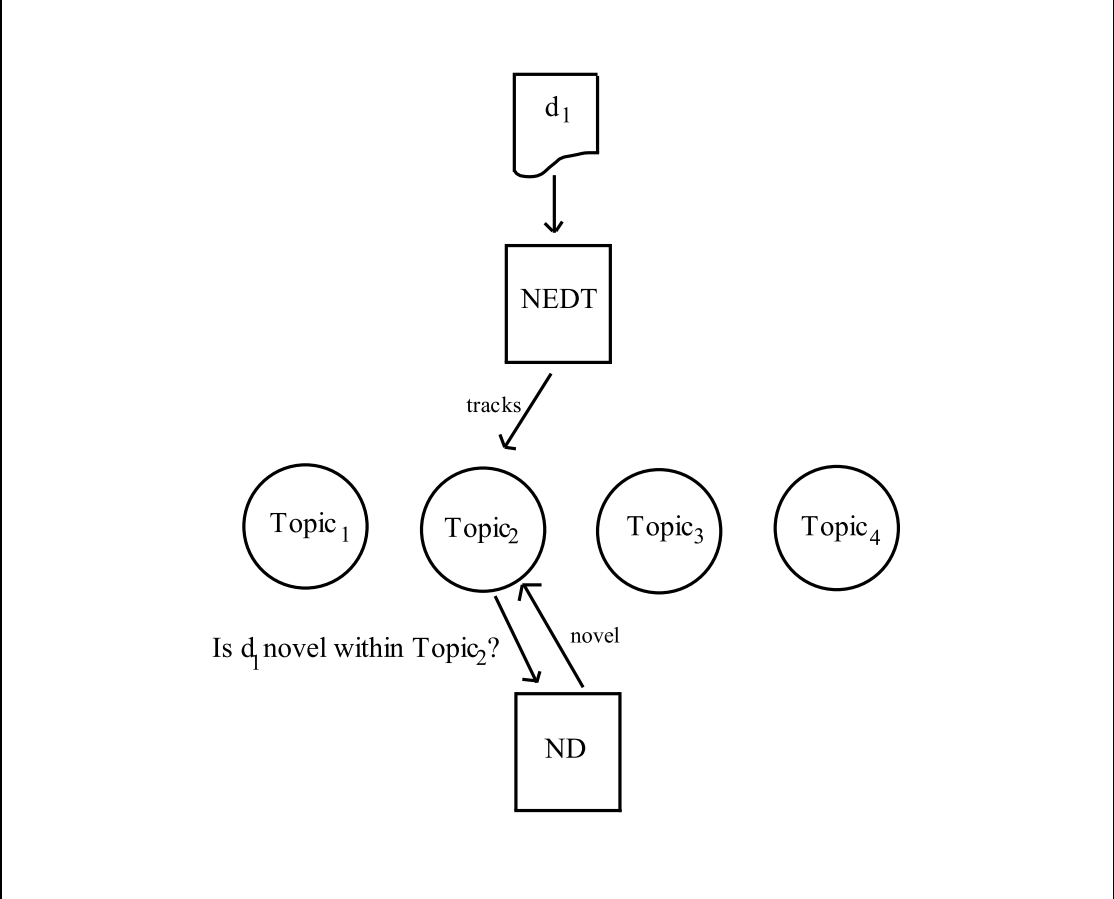 d1
NEDT
tracks
Topic1
Topic2
Topic3
Topic4
Is d1 novel within Topic2?
novel
ND